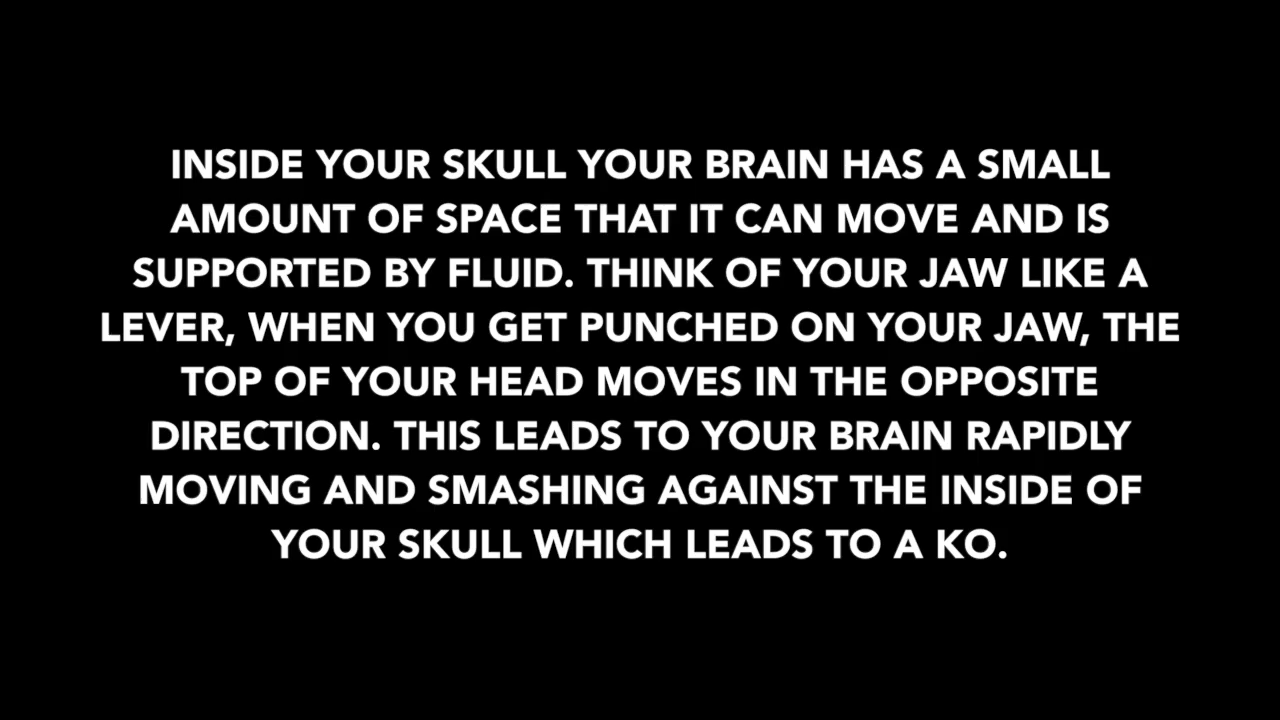 INSIDE YOUR SKULL YOUR BRAIN HAS A SMALL
AMOUNT OF SPACE THAT IT CAN MOVE AND IS
SUPPORTED BY FLUID. THINK OF YOUR JAW LIKE A
LEVER, WHEN YOU GET PUNCHED ON YOUR JAW, THE
TOP OF YOUR HEAD MOVES IN THE OPPOSITE
DIRECTION. THIS LEADS TO YOUR BRAIN RAPIDLY
MOVING AND SMASHING AGAINST THE INSIDE OF
YOUR SKULL WHICH LEADS TO A KO.